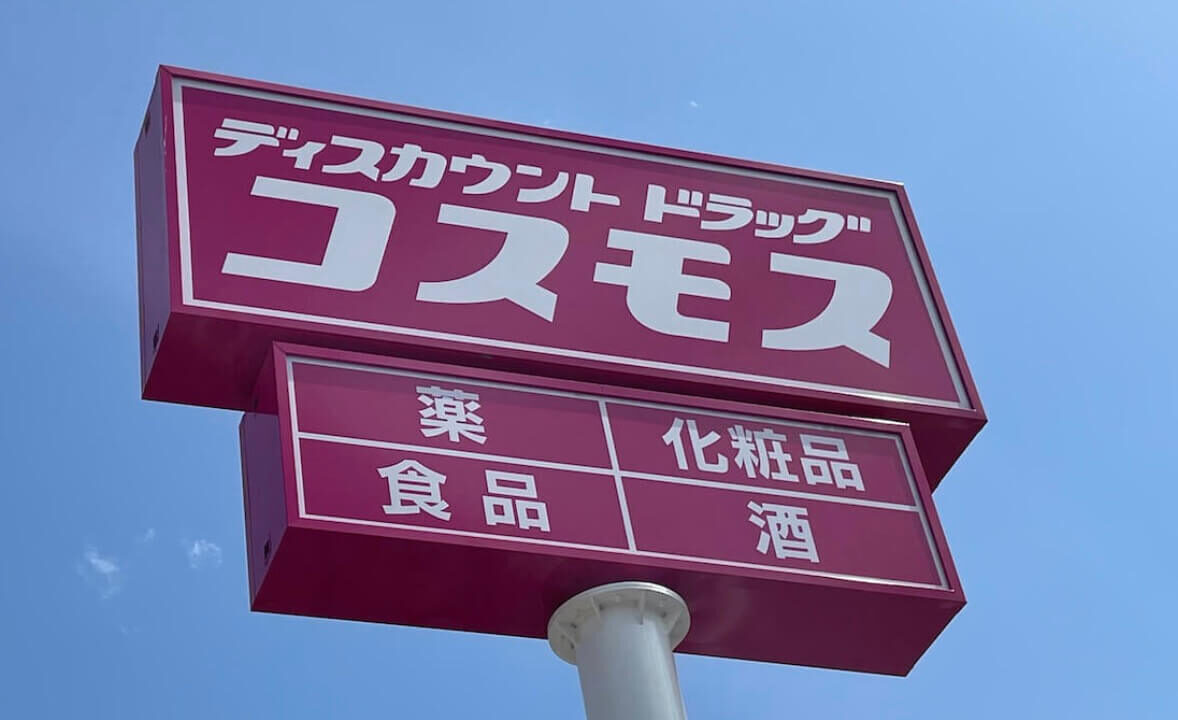 ディスカウント ドラッグ
コスモス
薬 化粧品
食品 酒